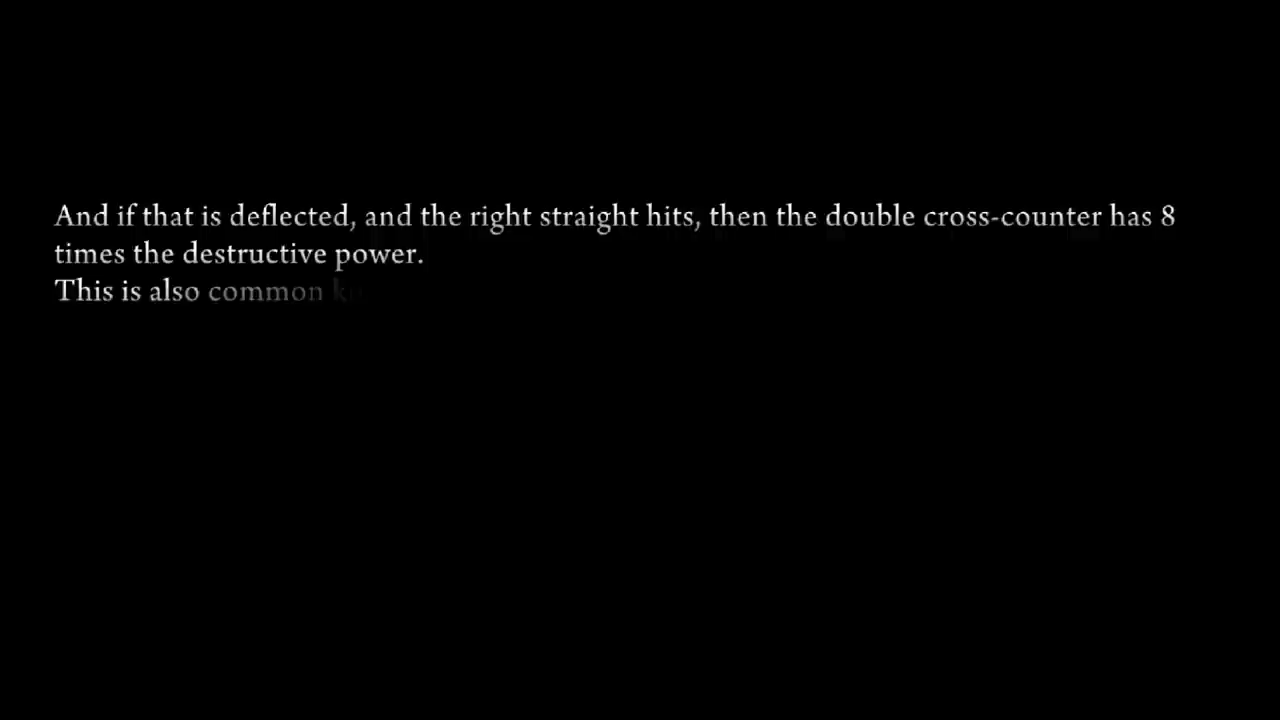 And if that is deflected, and the right straight hits, then the double cross-counter has 8
times the destructive power.
This is also common